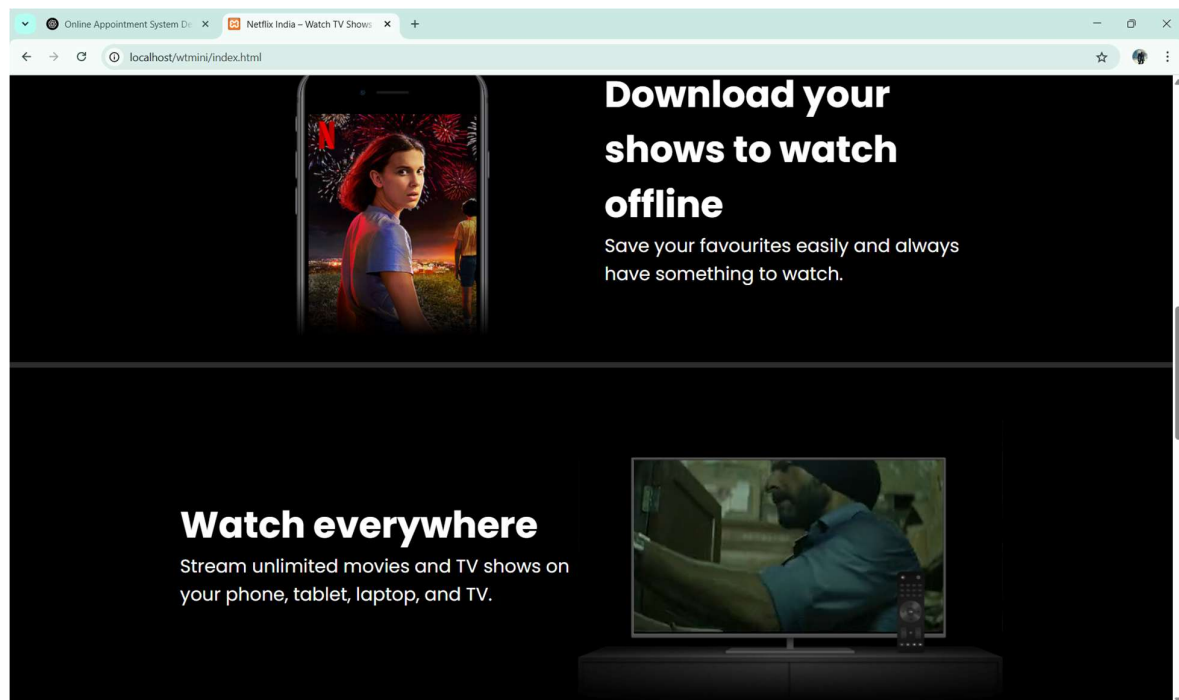 Online Appointment System De
Netflix India – Watch TV Shows
localhost/wtmini/index.html
N
Download your
shows to watch
offline
Save your favourites easily and always
have something to watch.
Watch everywhere
Stream unlimited movies and TV shows on
your phone, tablet, laptop, and TV.